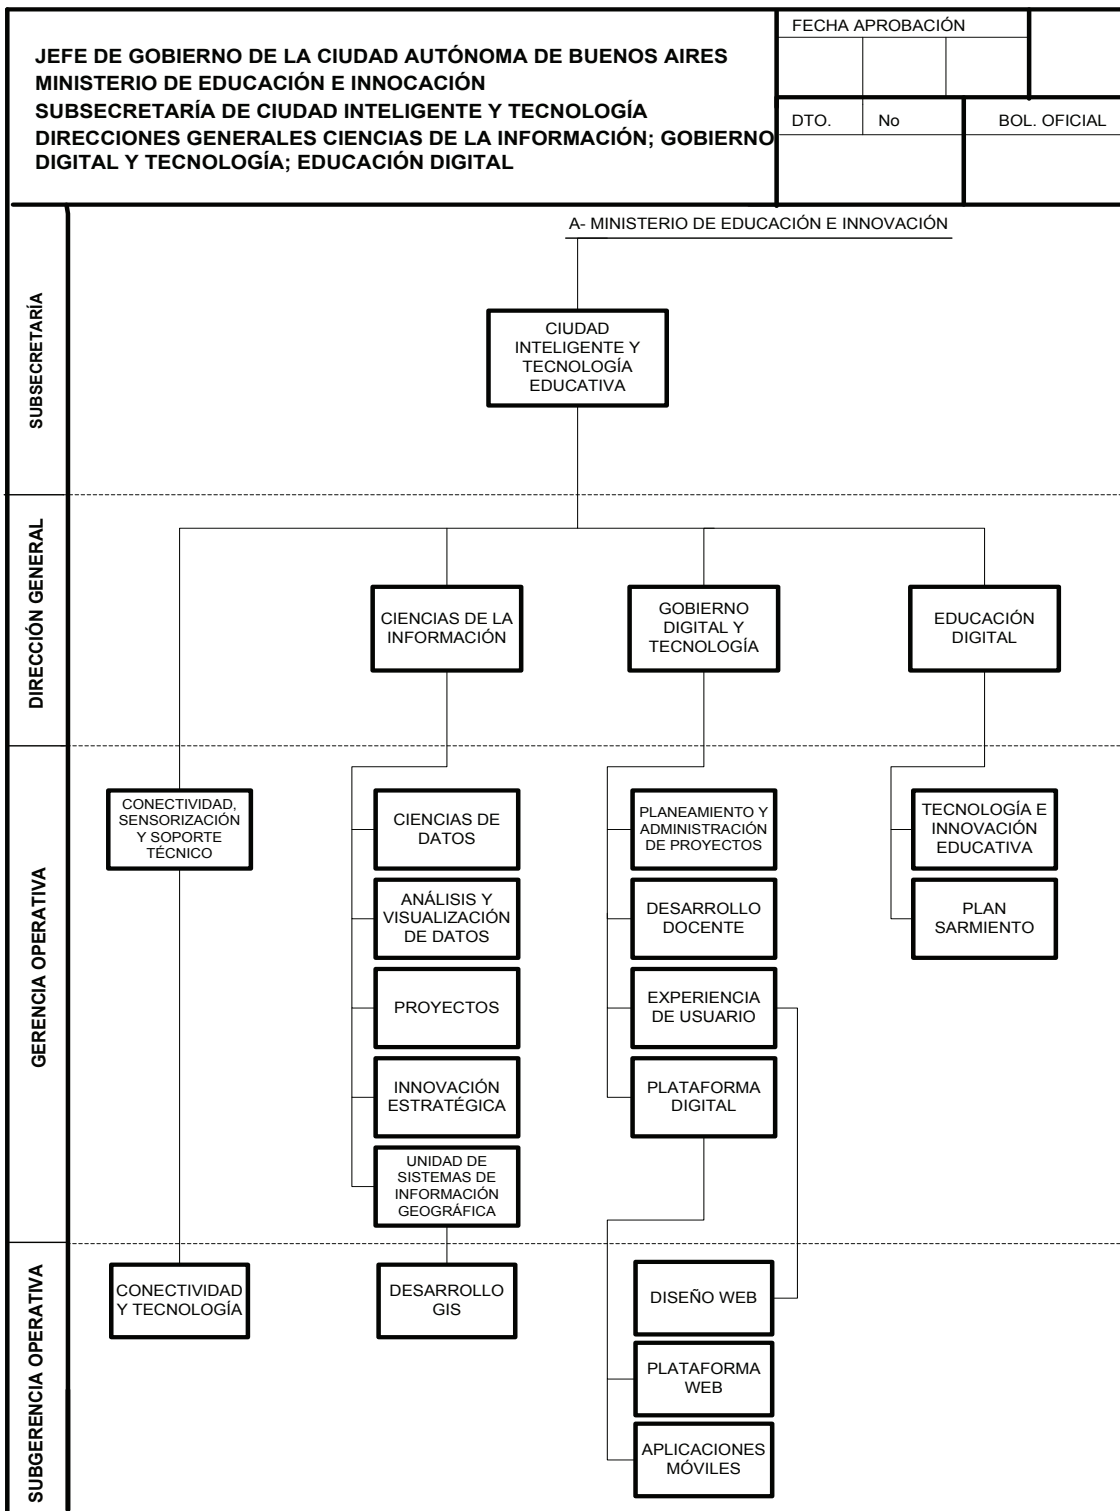 JEFE DE GOBIERNO DE LA CIUDAD AUTÓNOMA DE BUENOS AIRES
MINISTERIO DE EDUCACIÓN E INNOCACIÓN
SUBSECRETARÍA DE CIUDAD INTELIGENTE Y TECNOLOGÍA
DIRECCIONES GENERALES CIENCIAS DE LA INFORMACIÓN; GOBIERNO
DIGITAL Y TECNOLOGÍA; EDUCACIÓN DIGITAL
FECHA APROBACIÓN
DTO.
No
BOL. OFICIAL
A- MINISTERIO DE EDUCACIÓN E INNOVACIÓN
SUBSECRETARÍA
CIUDAD
INTELIGENTE Y
TECNOLOGÍA
EDUCATIVA
DIRECCIÓN GENERAL
CIENCIAS DE LA
INFORMACIÓN
GOBIERNO
DIGITAL Y
TECNOLOGÍA
EDUCACIÓN
DIGITAL
GERENCIA OPERATIVA
CONECTIVIDAD,
SENSORIZACIÓN
Y SOPORTE
TÉCNICO
CIENCIAS DE
DATOS
ANÁLISIS Y
VISUALIZACIÓN
DE DATOS
PROYECTOS
INNOVACIÓN
ESTRATÉGICA
UNIDAD DE
SISTEMAS DE
INFORMACIÓN
GEOGRÁFICA
PLANEAMIENTO Y
ADMINISTRACIÓN
DE PROYECTOS
DESARROLLO
DOCENTE
EXPERIENCIA
DE USUARIO
PLATAFORMA
DIGITAL
TECNOLOGÍA E
INNOVACIÓN
EDUCATIVA
PLAN
SARMIENTO
SUBGERENCIA OPERATIVA
CONECTIVIDAD
Y TECNOLOGÍA
DESARROLLO
GIS
DISEÑO WEB
PLATAFORMA
WEB
APLICACIONES
MÓVILES